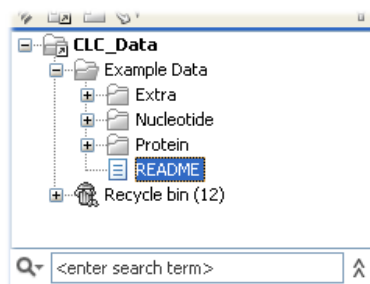 CLC_Data
Example Data
Extra
Nucleotide
Protein
README
Recycle bin (12)
<enter search term>